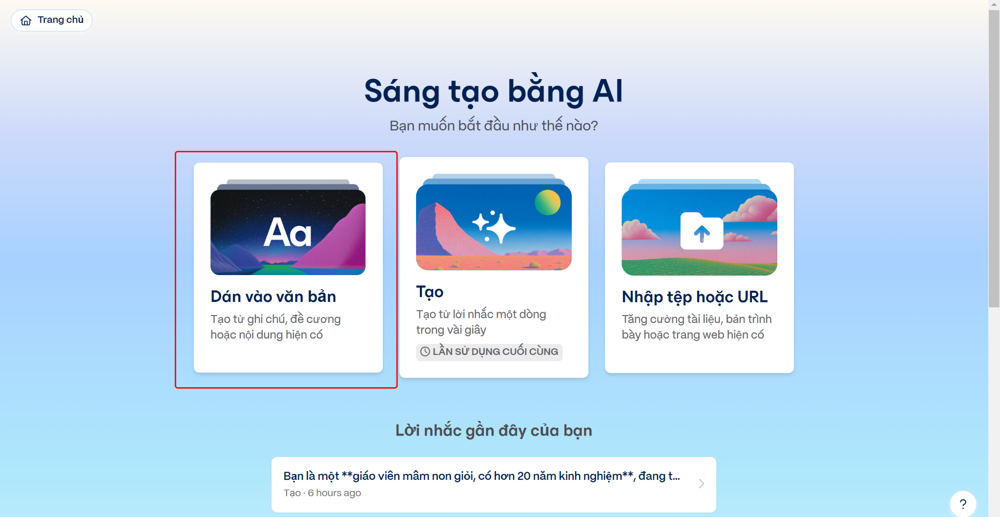 Trang chủ
Sáng tạo bằng AI
Bạn muốn bắt đầu như thế nào?
Aa
Dán vào văn bản
Tạo từ ghi chú, đề cương
hoặc nội dung hiện có
Tạo
Tạo từ lời nhắc một dòng
trong vài giây
LẦN SỬ DỤNG CUỐI CÙNG
Nhập tệp hoặc URL
Tăng cường tài liệu, bản trình
bày hoặc trang web hiện có
Lời nhắc gần đây của bạn
Bạn là một **giáo viên mầm non giỏi, có hơn 20 năm kinh nghiệm**, đang t...
Tạo · 6 hours ago
?